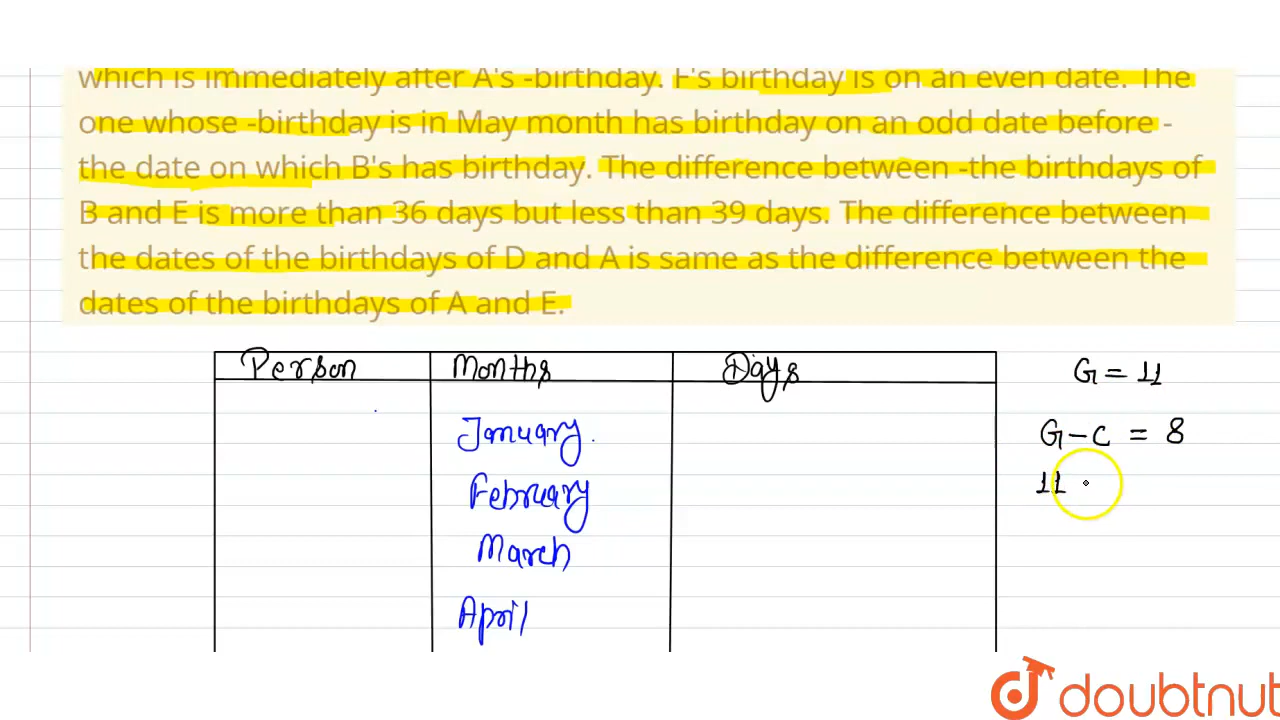 which is immediately after A's -birthday. F's birthday is on an even date. The
one whose -birthday is in May month has birthday on an odd date before -
the date on which B's has birthday. The difference between -the birthdays of
B and E is more than 36 days but less than 39 days. The difference between
the dates of the birthdays of D and A is same as the difference between the
dates of the birthdays of A and E.
Person Months Days
G = 11
January.
G - C = 8
February
11
March
April
doubtnut